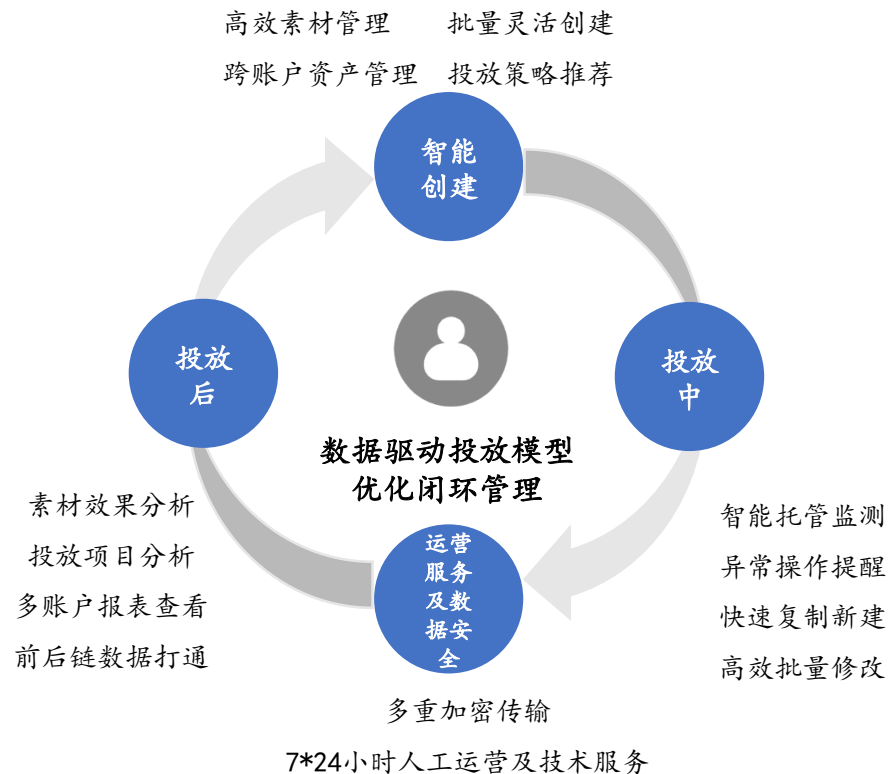 高效素材管理 批量灵活创建
跨账户资产管理 投放策略推荐
智能
创建
投放
后
投放
中
数据驱动投放模型
优化闭环管理
素材效果分析
投放项目分析
多账户报表查看
前后链数据打通
智能托管监测
异常操作提醒
快速复制新建
高效批量修改
运营
服务
及数
据安
全
多重加密传输
7*24小时人工运营及技术服务